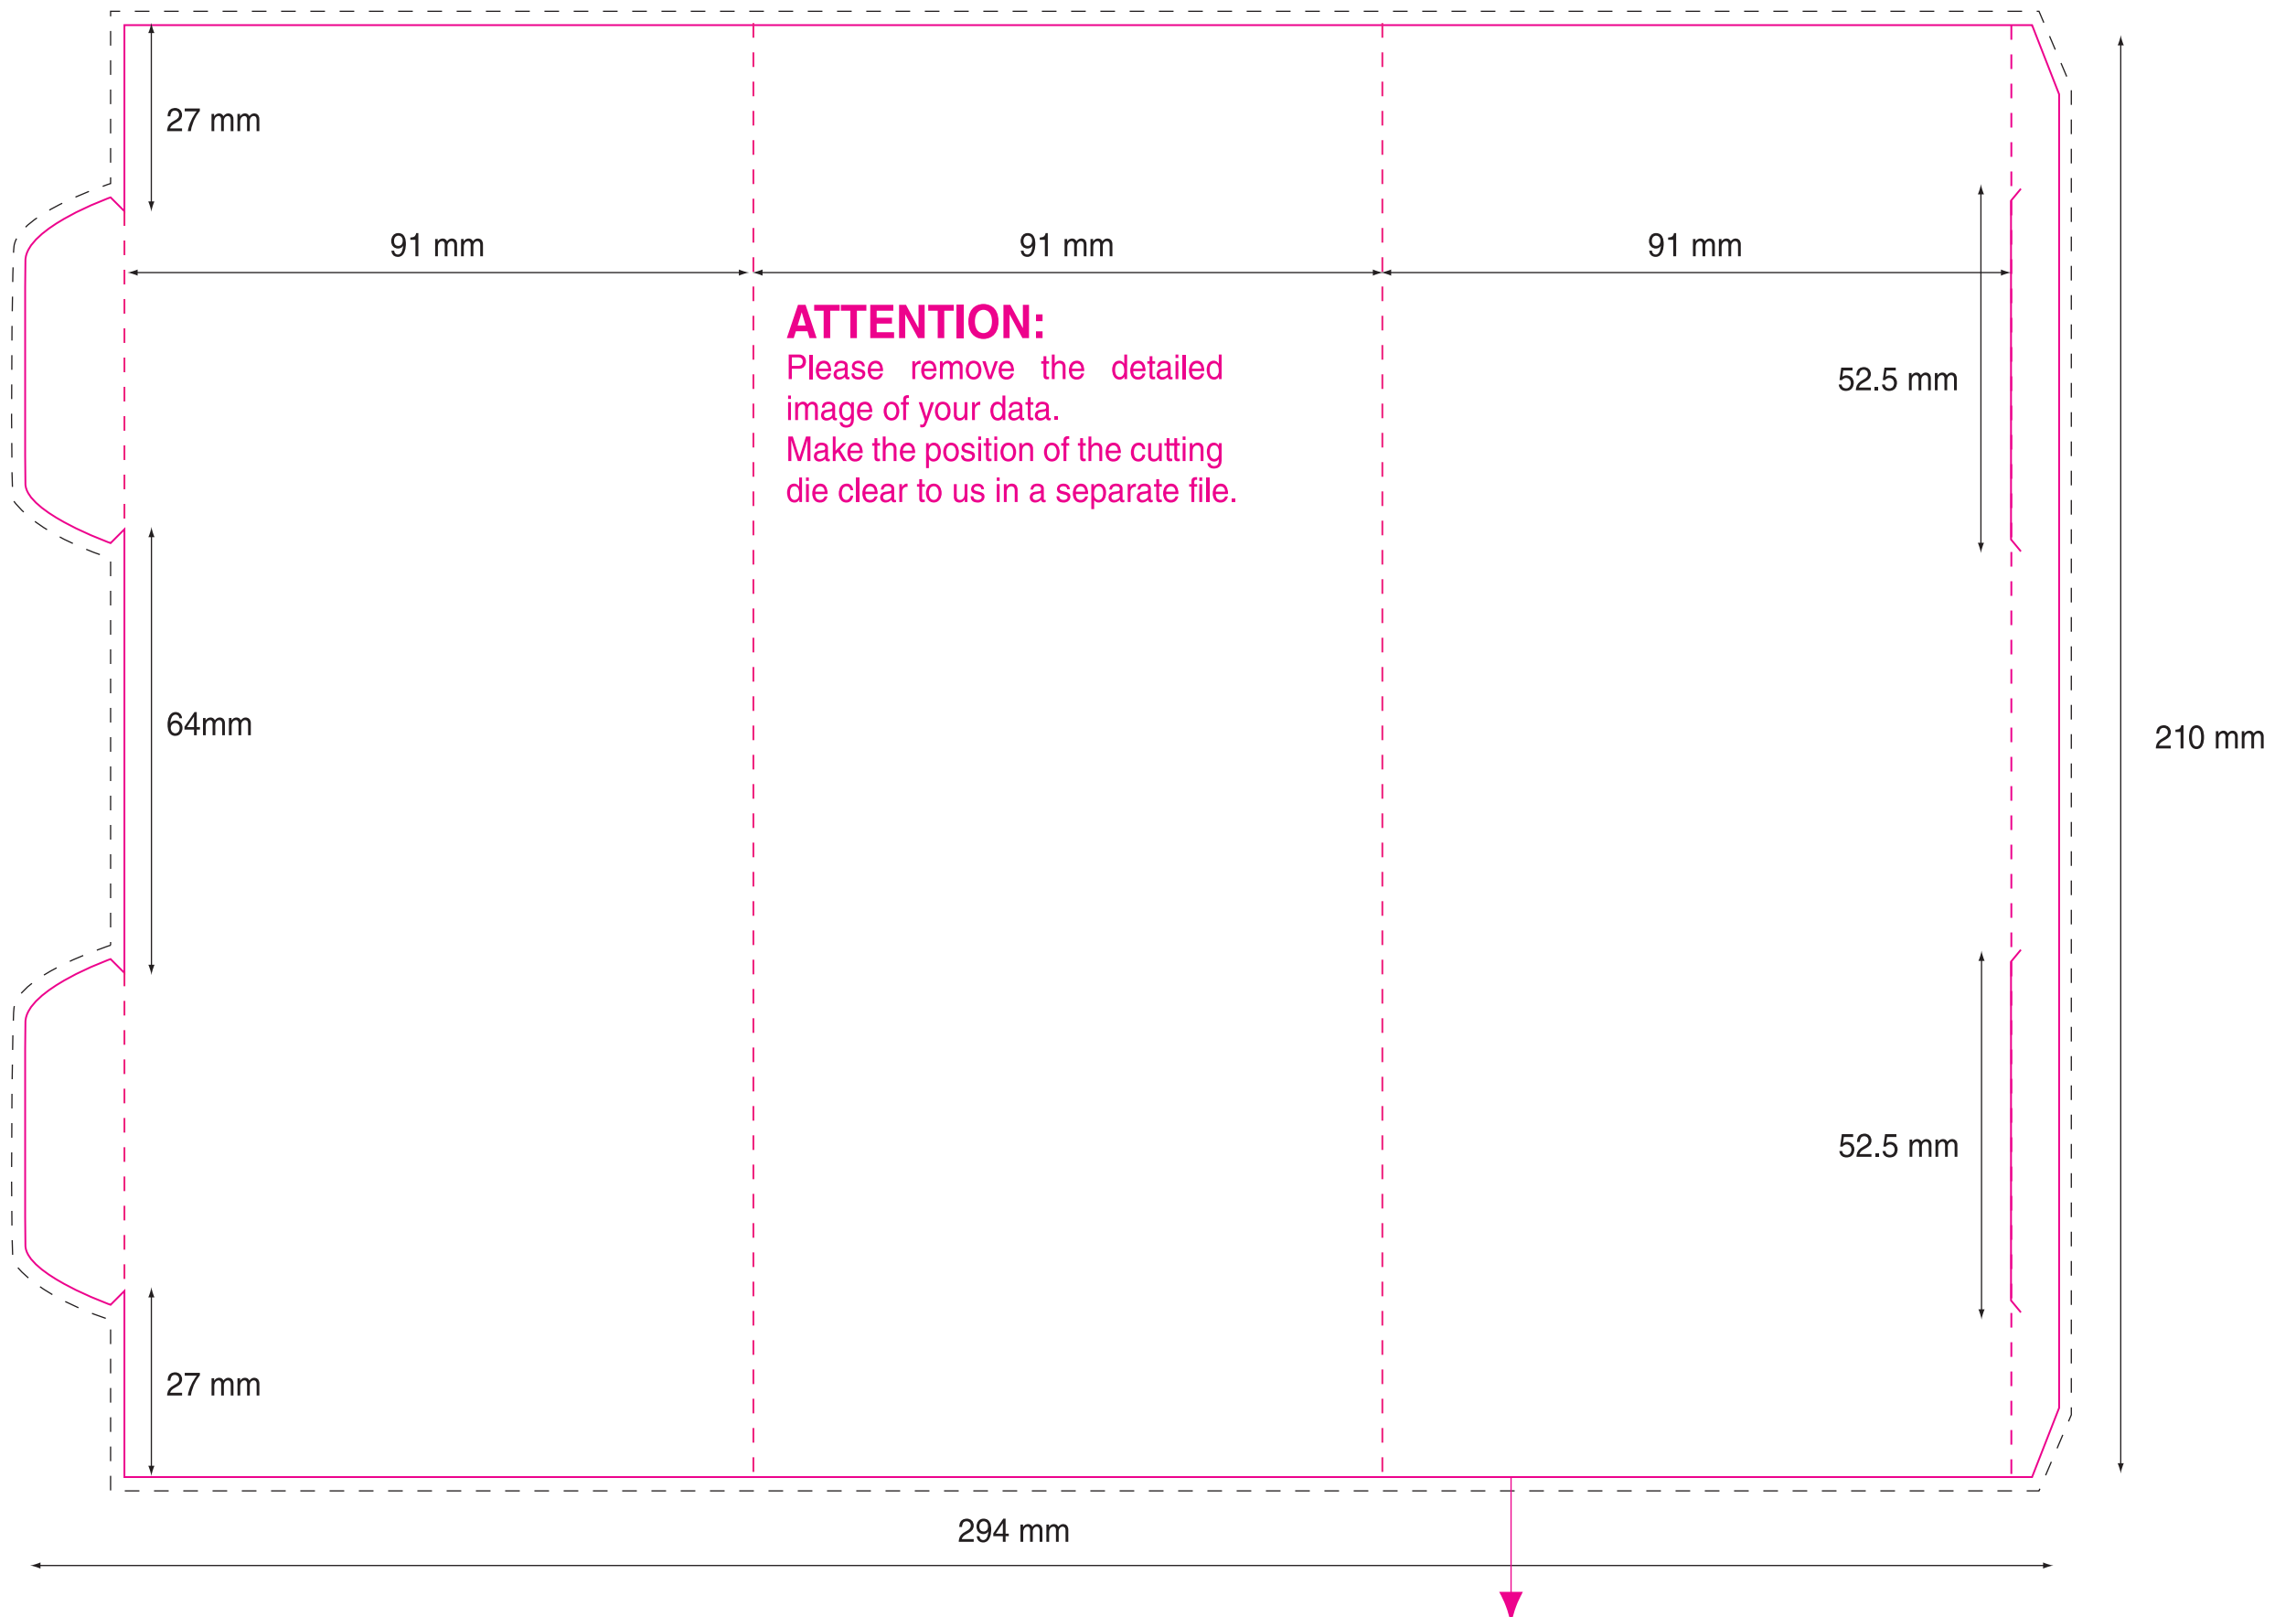 27 mm
91 mm
91 mm
91 mm
ATTENTION:
Please remove the detailed
image of your data.
Make the position of the cutting
die clear to us in a separate file.
52.5 mm
64mm
210 mm
52.5 mm
27 mm
294 mm